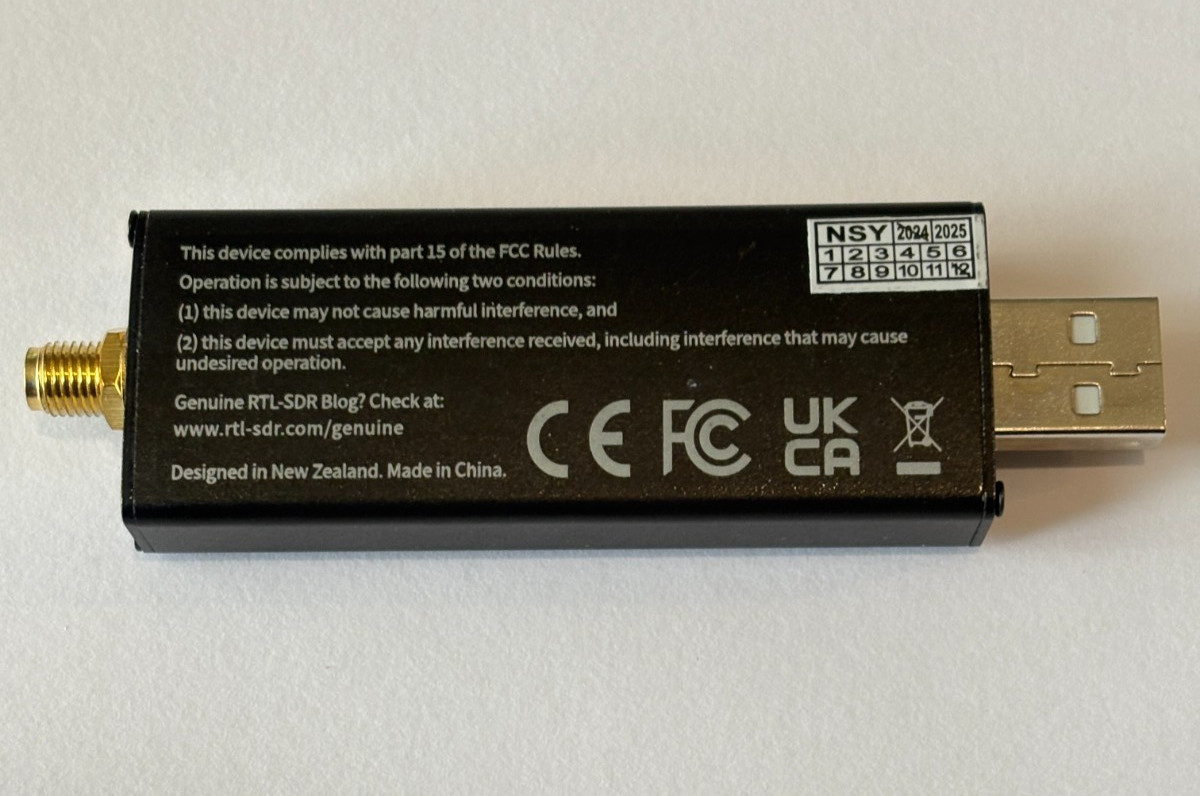 This device complies with part 15 of the FCC Rules.
Operation is subject to the following two conditions:
(1) this device may not cause harmful interference, and
(2) this device must accept any interference received, including interference that may cause
undesired operation.
Genuine RTL-SDR Blog? Check at:
www.rtl-sdr.com/genuine
Designed in New Zealand. Made in China.
CE FC UK
CA
NSY 2024 2025
1 2 3 4 5 6
7 8 9 10 11 12